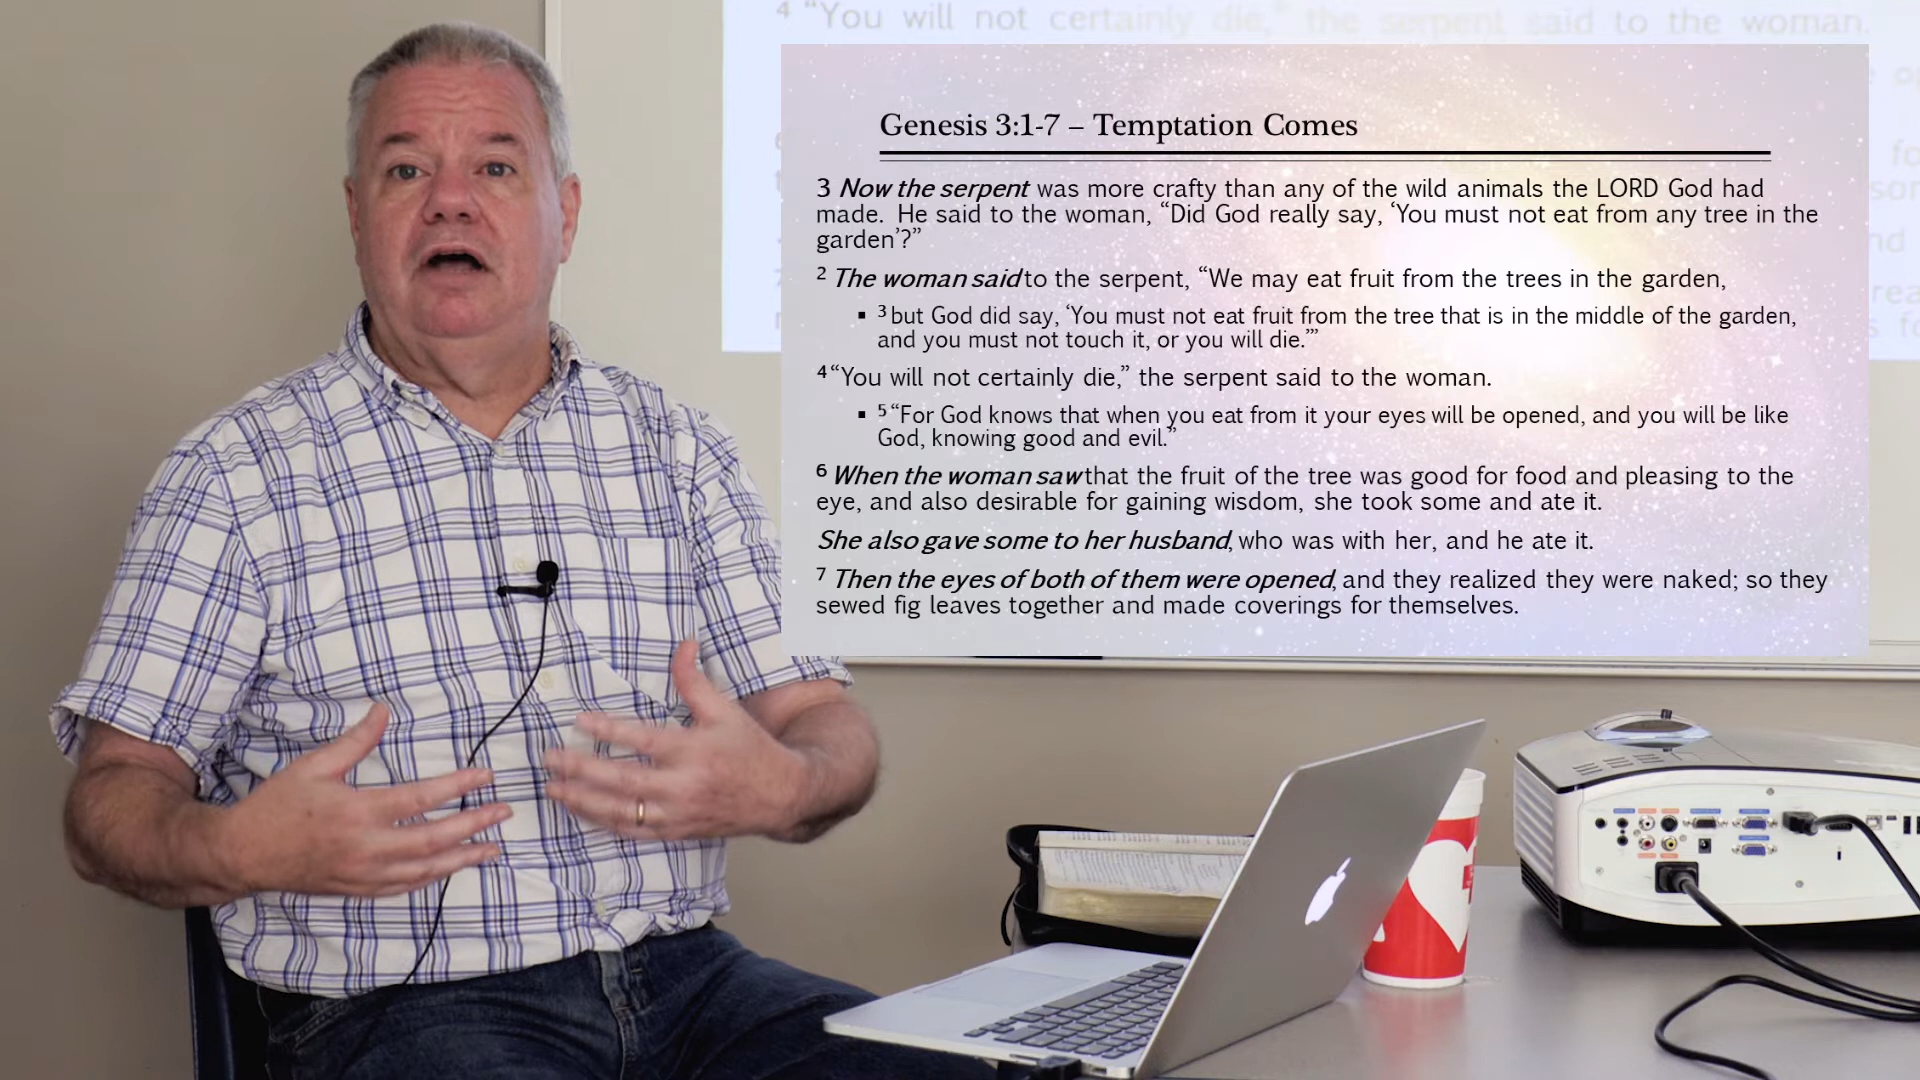 4 “You will not certainly die,” the serpent said to the woman.
Genesis 3:1-7 – Temptation Comes
3 Now the serpent was more crafty than any of the wild animals the LORD God had
made. He said to the woman, “Did God really say, ‘You must not eat from any tree in the
garden’?”
2 The woman said to the serpent, “We may eat fruit from the trees in the garden,
▪ 3 but God did say, ‘You must not eat fruit from the tree that is in the middle of the garden,
and you must not touch it, or you will die.’”
4 “You will not certainly die,” the serpent said to the woman.
▪ 5 “For God knows that when you eat from it your eyes will be opened, and you will be like
God, knowing good and evil.”
6 When the woman saw that the fruit of the tree was good for food and pleasing to the
eye, and also desirable for gaining wisdom, she took some and ate it.
She also gave some to her husband, who was with her, and he ate it.
7 Then the eyes of both of them were opened, and they realized they were naked; so they
sewed fig leaves together and made coverings for themselves.